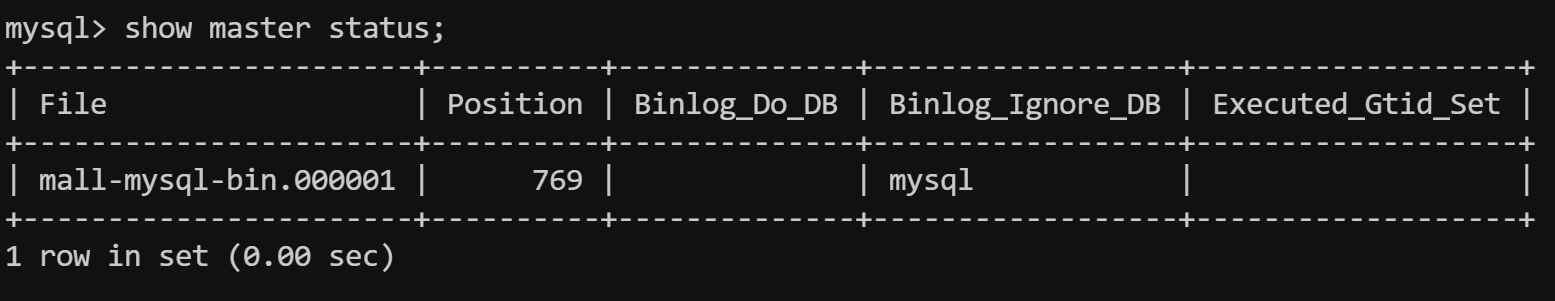 mysql> show master status;
+------------------------+----------+--------------+------------------+-------------------+
| File                   | Position | Binlog_Do_DB | Binlog_Ignore_DB | Executed_Gtid_Set |
+------------------------+----------+--------------+------------------+-------------------+
| mall-mysql-bin.000001 |      769 |              | mysql            |                   |
+------------------------+----------+--------------+------------------+-------------------+
1 row in set (0.00 sec)